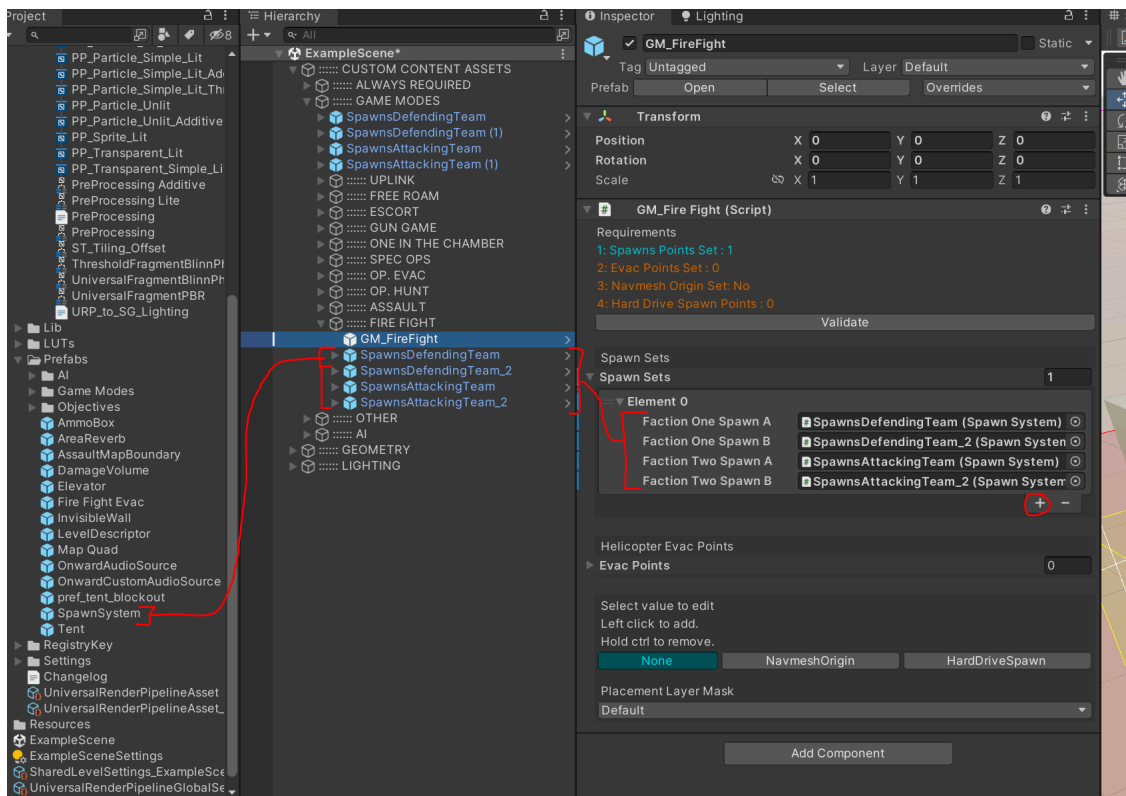 Project
8
PP_Particle_Simple_Lit
PP_Particle_Simple_Lit_Ad
PP_Particle_Simple_Lit_Thr
PP_Particle_Unlit
PP_Particle_Unlit_Additive
PP_Sprite_Lit
PP_Transparent_Lit
PP_Transparent_Simple_Li
PreProcessing Additive
PreProcessing Lite
PreProcessing
PreProcessing
ST_Tiling_Offset
ThresholdFragmentBlinnPh
UniversalFragmentBlinnPh
UniversalFragmentPBR
URP_to_SG_Lighting
Lib
LUTs
Prefabs
AI
Game Modes
Objectives
AmmoBox
AreaReverb
AssaultMapBoundary
DamageVolume
Elevator
Fire Fight Evac
InvisibleWall
LevelDescriptor
Map Quad
OnwardAudioSource
OnwardCustomAudioSource
pref_tent_blockout
SpawnSystem
Tent
RegistryKey
Settings
Changelog
UniversalRenderPipelineAsset
UniversalRenderPipelineAsset_
Resources
ExampleScene
ExampleSceneSettings
SharedLevelSettings_ExampleSce
UniversalRenderPipelineGlobalSe
Hierarchy
All
ExampleScene*
:::::: CUSTOM CONTENT ASSETS
:::::: ALWAYS REQUIRED
:::::: GAME MODES
SpawnsDefendingTeam
SpawnsDefendingTeam (1)
SpawnsAttackingTeam
SpawnsAttackingTeam (1)
:::::: UPLINK
:::::: FREE ROAM
:::::: ESCORT
:::::: GUN GAME
:::::: ONE IN THE CHAMBER
:::::: SPEC OPS
:::::: OP. EVAC
:::::: OP. HUNT
:::::: ASSAULT
:::::: FIRE FIGHT
GM_FireFight
SpawnsDefendingTeam
SpawnsDefendingTeam_2
SpawnsAttackingTeam
SpawnsAttackingTeam_2
:::::: OTHER
:::::: AI
:::::: GEOMETRY
:::::: LIGHTING
Inspector Lighting
GM_FireFight Static
Tag Untagged Layer Default
Prefab Open Select Overrides
Transform
Position X 0 Y 0 Z 0
Rotation X 0 Y 0 Z 0
Scale X 1 Y 1 Z 1
GM_Fire Fight (Script)
Requirements
1: Spawns Points Set : 1
2: Evac Points Set : 0
3: Navmesh Origin Set: No
4: Hard Drive Spawn Points : 0
Validate
Spawn Sets
Spawn Sets 1
Element 0
Faction One Spawn A SpawnsDefendingTeam (Spawn System)
Faction One Spawn B SpawnsDefendingTeam_2 (Spawn System
Faction Two Spawn A SpawnsAttackingTeam (Spawn System)
Faction Two Spawn B SpawnsAttackingTeam_2 (Spawn System
+ -
Helicopter Evac Points
Evac Points 0
Select value to edit
Left click to add.
Hold ctrl to remove.
None NavmeshOrigin HardDriveSpawn
Placement Layer Mask
Default
Add Component